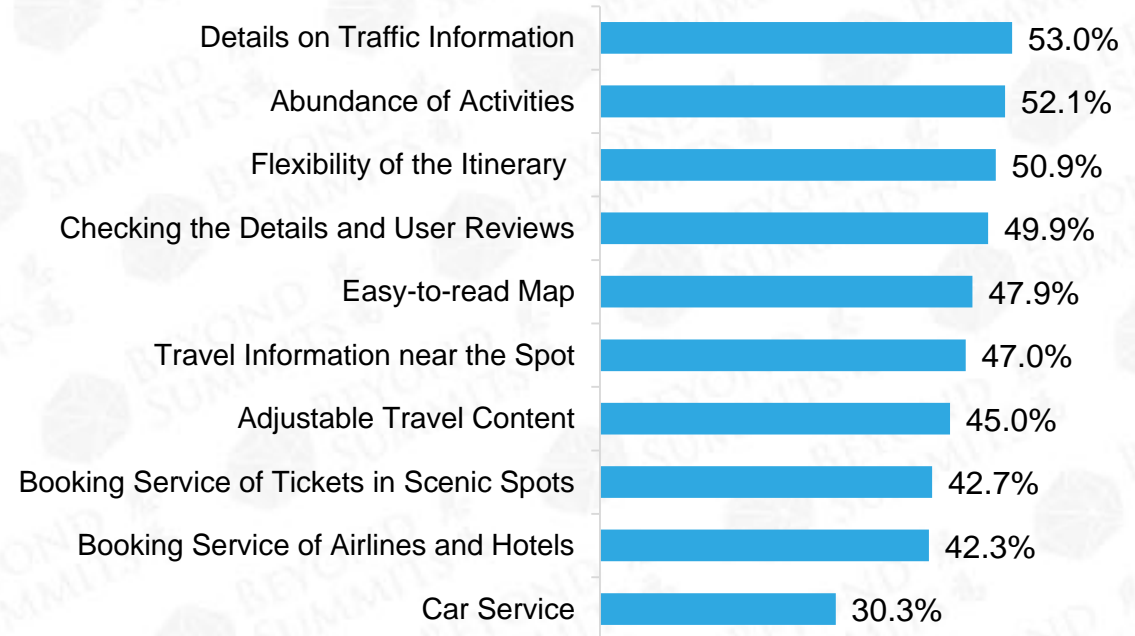 Details on Traffic Information 53.0%
Abundance of Activities 52.1%
Flexibility of the Itinerary 50.9%
Checking the Details and User Reviews 49.9%
Easy-to-read Map 47.9%
Travel Information near the Spot 47.0%
Adjustable Travel Content 45.0%
Booking Service of Tickets in Scenic Spots 42.7%
Booking Service of Airlines and Hotels 42.3%
Car Service 30.3%
BEYOND
SUMMITS